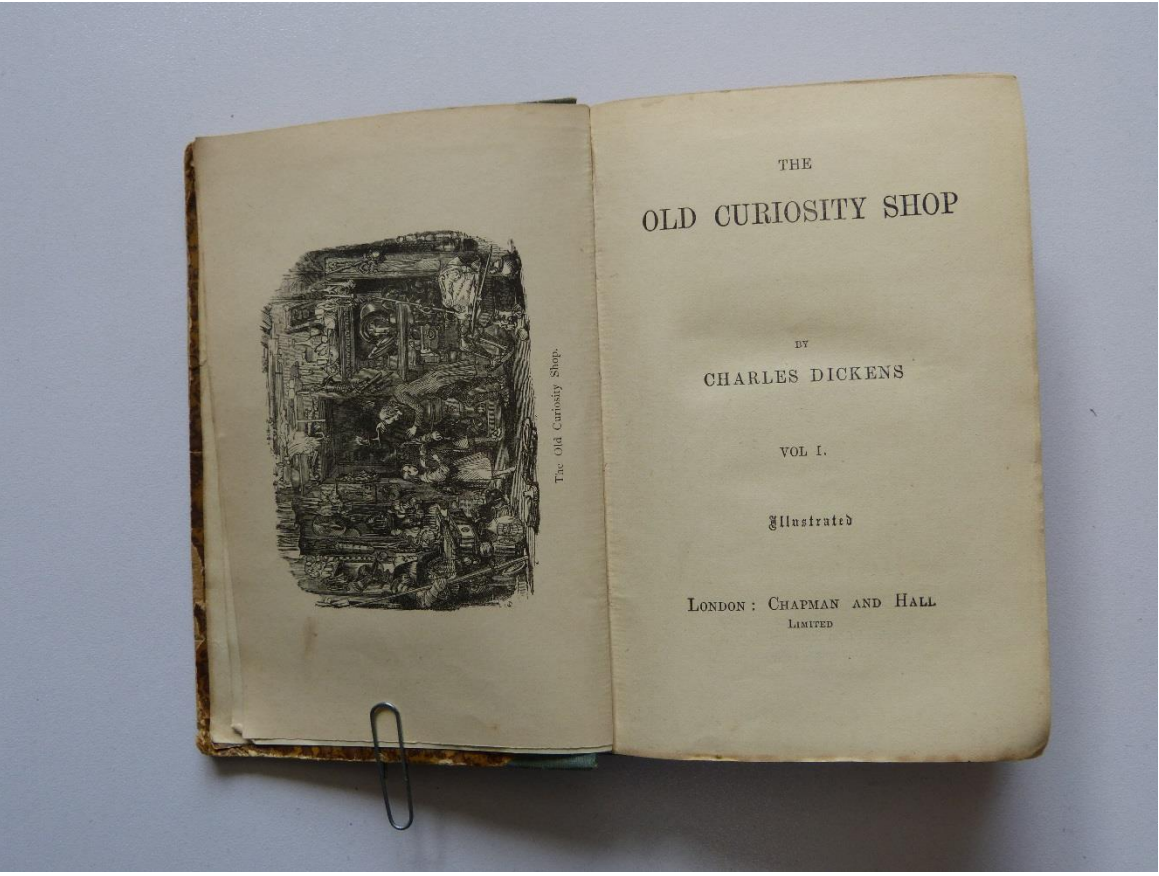 The Old Curiosity Shop.
THE
OLD CURIOSITY SHOP
BY
CHARLES DICKENS
VOL I.
Illustrated
LONDON: CHAPMAN AND HALL
LIMITED